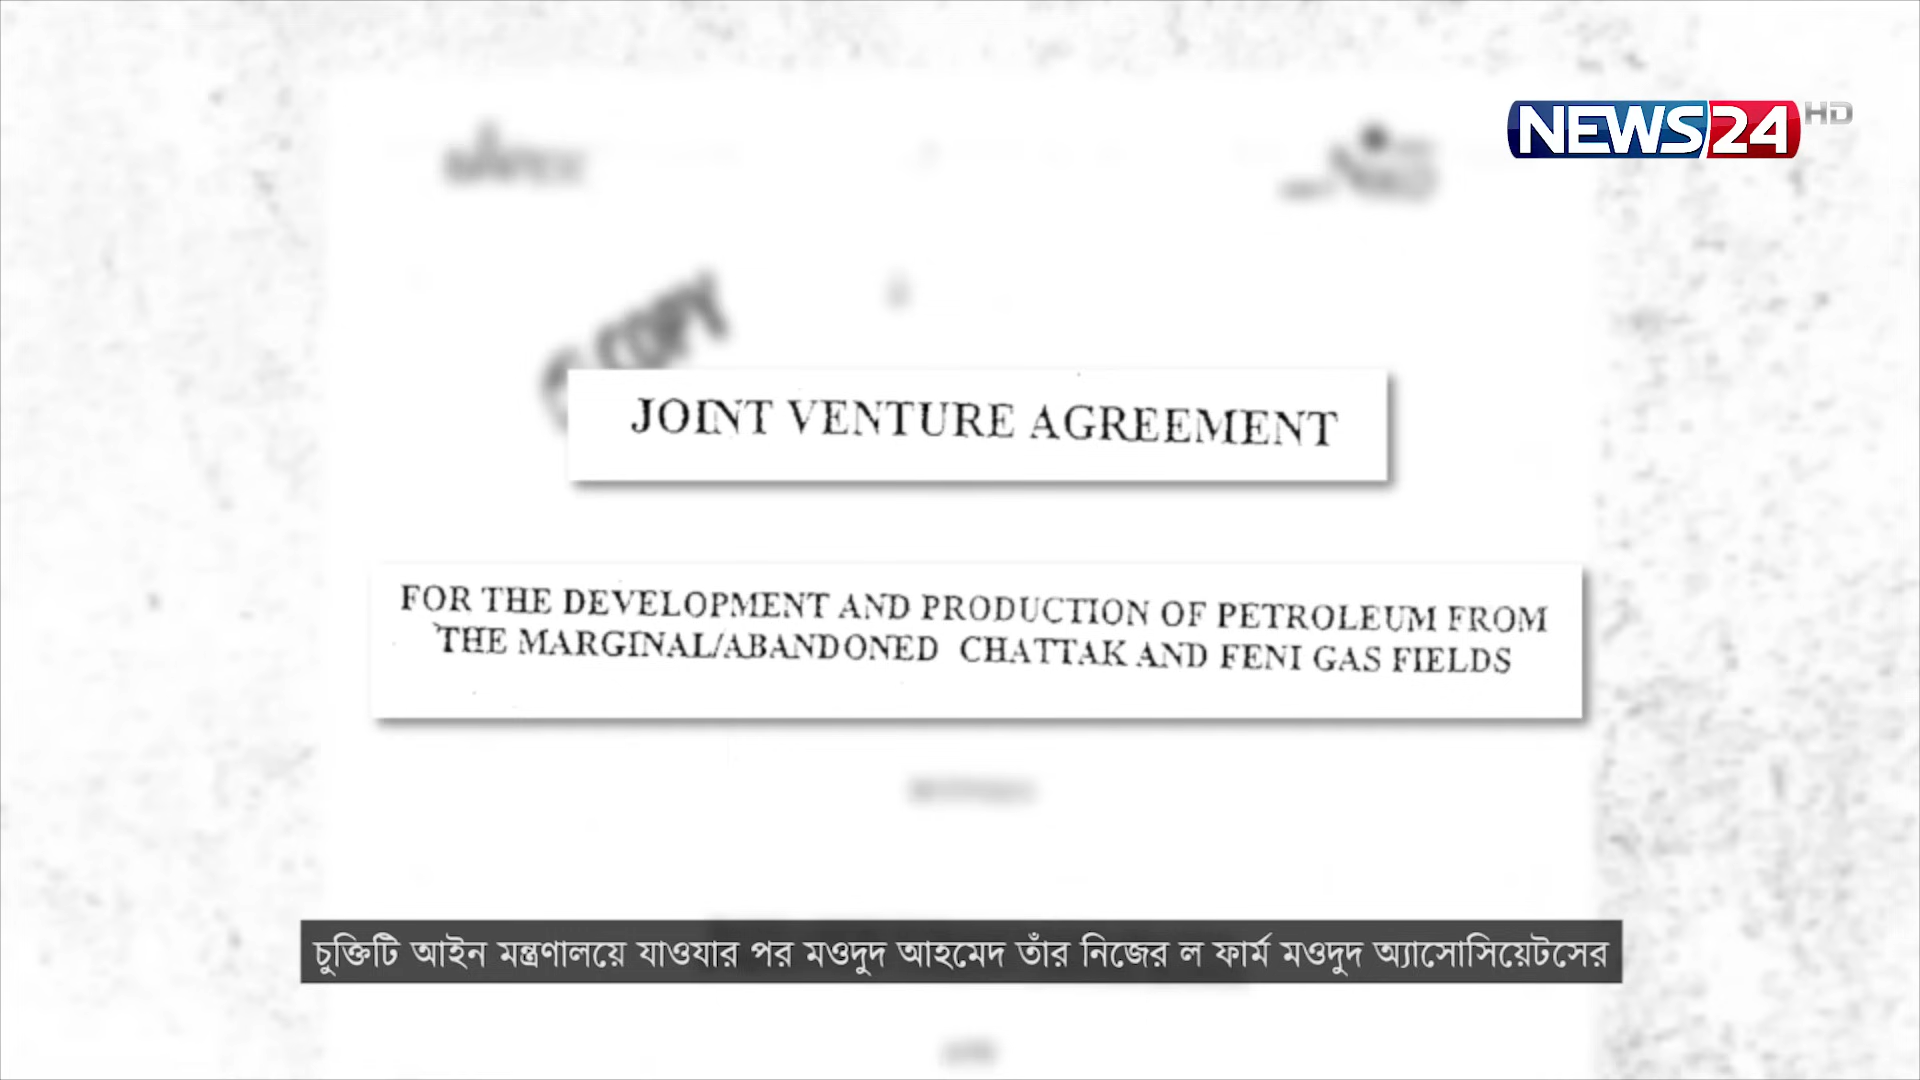 NEWS24 HD
COPY
JOINT VENTURE AGREEMENT
FOR THE DEVELOPMENT AND PRODUCTION OF PETROLEUM FROM
THE MARGINAL/ABANDONED CHATTAK AND FENI GAS FIELDS
চুক্তিটি আইন মন্ত্রণালয়ে যাওযার পর মওদুদ আহমেদ তাঁর নিজের ল ফার্ম মওদুদ অ্যাসোসিয়েটসের